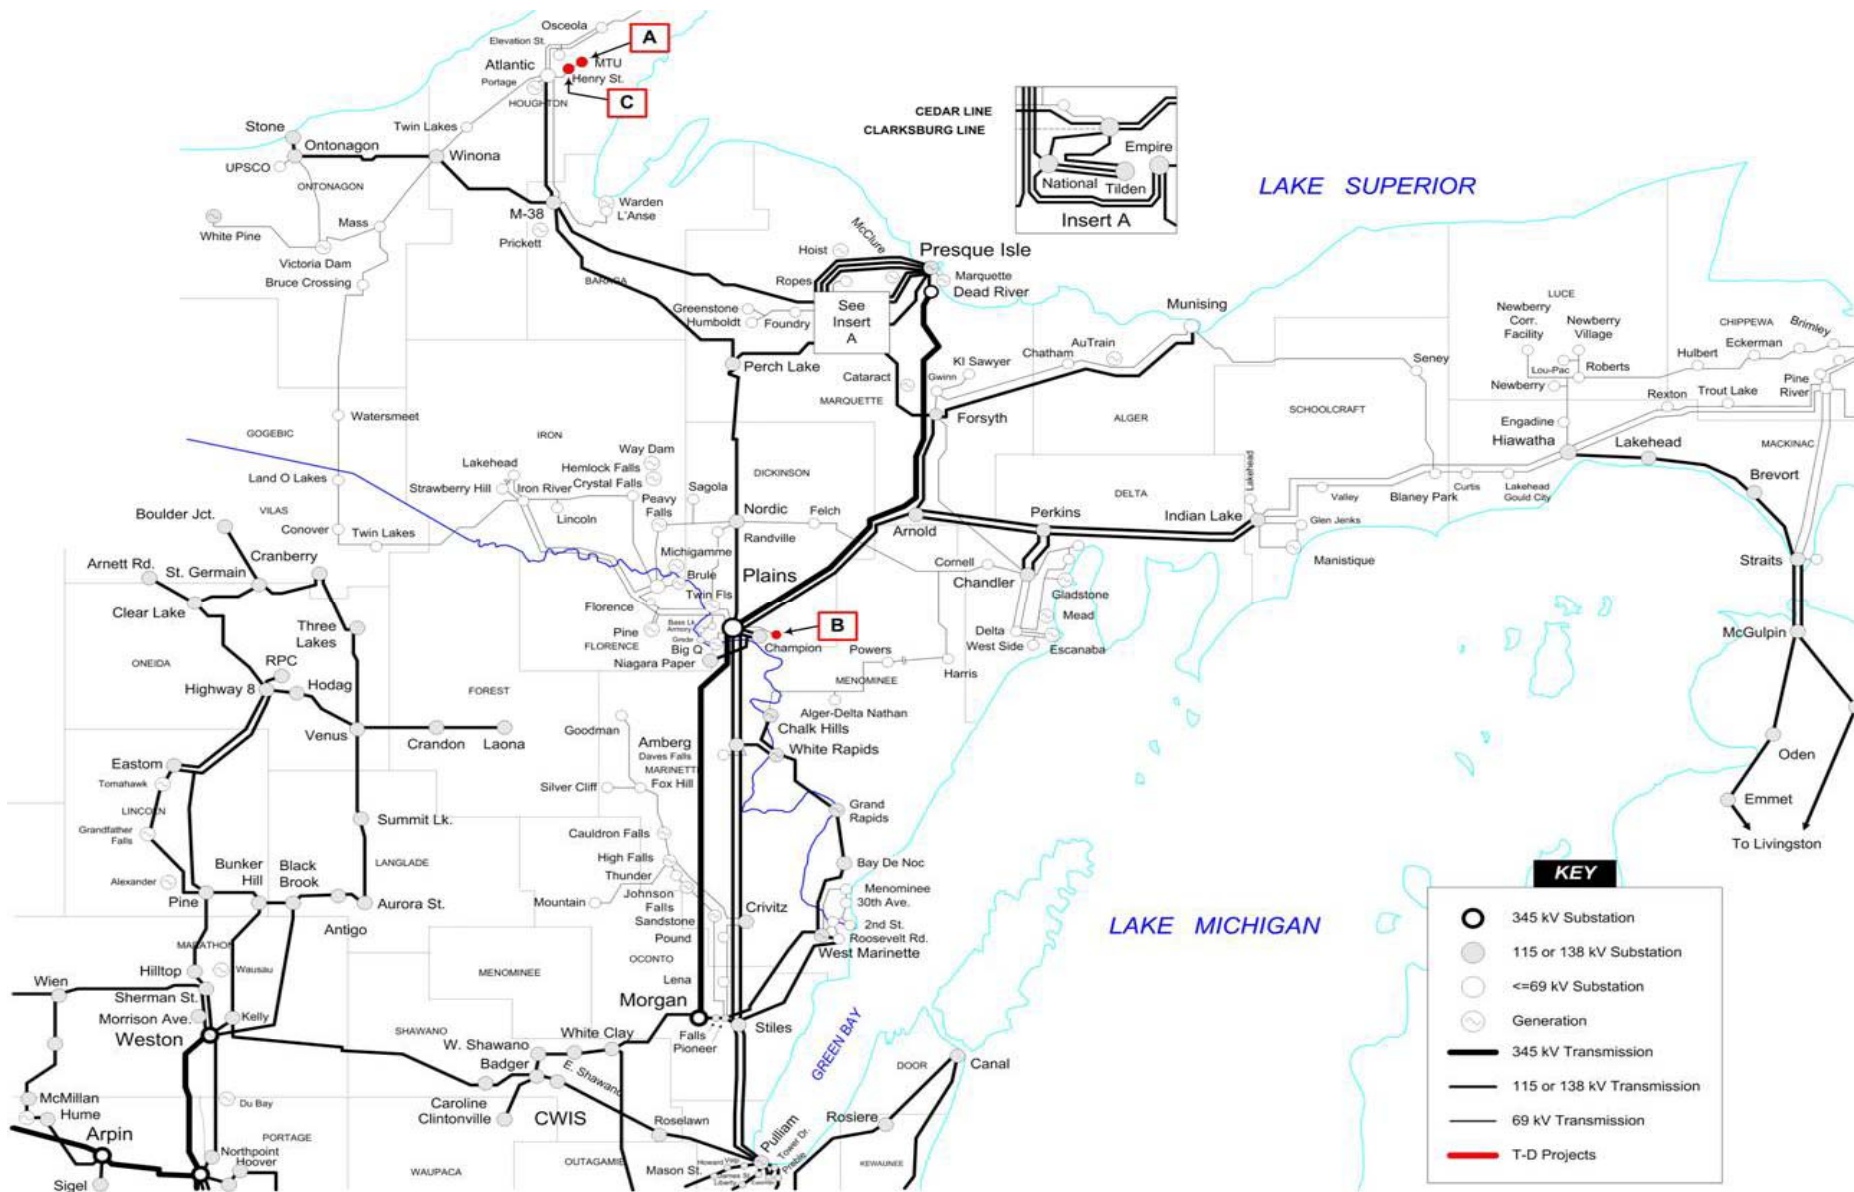 Osceola
Elevation St.
A
Atlantic
MTU
Portage
Henry St.
HOUGHTON
C
CEDAR LINE
CLARKSBURG LINE
Empire
National
Tilden
Insert A
LAKE SUPERIOR
Stone
Twin Lakes
Ontonagon
Winona
UPSCO
ONTONAGON
M-38
Warden
L'Anse
Mass
White Pine
Prickett
Victoria Dam
Bruce Crossing
BARAGA
Hoist
McClure
Presque Isle
Ropes
Marquette
Dead River
Greenstone
Humboldt
Foundry
See
Insert
A
Munising
LUCE
Newberry
Corr.
Facility
Newberry
Village
CHIPPEWA
Brimley
Eckerman
Hulbert
Seney
Lou-Pac
Roberts
Newberry
Pine
River
Rexton
Trout Lake
Perch Lake
Cataract
KI Sawyer
Chatham
AuTrain
Gwinn
MARQUETTE
Forsyth
ALGER
SCHOOLCRAFT
Engadine
Hiawatha
Lakehead
MACKINAC
Brevort
Watersmeet
GOGEBIC
IRON
Way Dam
Hemlock Falls
Crystal Falls
DICKINSON
Lakehead
Land O Lakes
Strawberry Hill
Iron River
Lincoln
Peavy
Falls
Sagola
DELTA
Lakehead
Valley
Blaney Park
Curtis
Lakehead
Gould City
VILAS
Boulder Jct.
Conover
Twin Lakes
Nordic
Felch
Randville
Arnold
Perkins
Indian Lake
Glen Jenks
Manistique
Cranberry
Arnett Rd.
St. Germain
Michigamme
Brule
Plains
Twin Fls
Cornell
Chandler
Gladstone
Straits
Clear Lake
Florence
Three
Lakes
Pine
FLORENCE
Bass Lk
Armory
Grede
Big Q
Niagara Paper
B
Champion
Powers
Mead
Delta
West Side
Escanaba
McGulpin
ONEIDA
RPC
Highway 8
Hodag
FOREST
Harris
MENOMINEE
Alger-Delta Nathan
Chalk Hills
Venus
Crandon
Laona
Goodman
Amberg
Daves Falls
MARINETT
Fox Hill
White Rapids
Oden
Eastom
Tomahawk
Silver Cliff
Grand
Rapids
Emmet
To Livingston
LINCOLN
Summit Lk.
Grandfather
Falls
Cauldron Falls
High Falls
Thunder
Bay De Noc
LANGLADE
Bunker
Hill
Black
Brook
Alexander
Pine
Aurora St.
Antigo
Mountain
Johnson
Falls
Sandstone
Pound
Crivitz
Menominee
30th Ave.
2nd St.
Roosevelt Rd.
West Marinette
LAKE MICHIGAN
OCONTO
MENOMINEE
Lena
MARATHON
Hilltop
Wausau
Wien
Sherman St.
Morrison Ave.
Kelly
Weston
SHAWANO
Morgan
Falls
Pioneer
Stiles
White Clay
W. Shawano
Badger
E. Shawano
GREEN BAY
DOOR
Canal
McMillan
Hume
Du Bay
Caroline
Clintonville
CWIS
Roselawn
Rosiere
Arpin
PORTAGE
Northpoint
Hoover
Sigel
WAUPACA
OUTAGAMIE
Mason St.
Howard
Liberty
Pulliam
Tower Dr.
Preble
KEWAUNEE
KEY
345 kV Substation
115 or 138 kV Substation
<=69 kV Substation
Generation
345 kV Transmission
115 or 138 kV Transmission
69 kV Transmission
T-D Projects